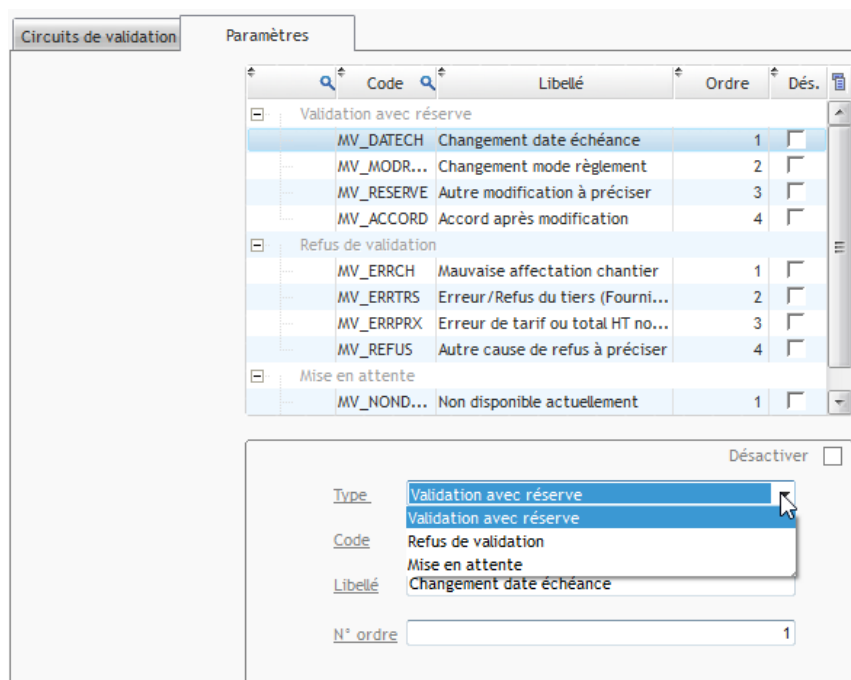 Circuits de validation Paramètres
Code Libellé Ordre Dés.
Validation avec réserve
MV_DATECH Changement date échéance 1
MV_MODR... Changement mode règlement 2
MV_RESERVE Autre modification à préciser 3
MV_ACCORD Accord après modification 4
Refus de validation
MV_ERRCH Mauvaise affectation chantier 1
MV_ERRTRS Erreur/Refus du tiers (Fourni... 2
MV_ERRPRX Erreur de tarif ou total HT no... 3
MV_REFUS Autre cause de refus à préciser 4
Mise en attente
MV_NOND... Non disponible actuellement 1
Désactiver
Type Validation avec réserve
Validation avec réserve
Code Refus de validation
Mise en attente
Libellé Changement date échéance
N° ordre 1